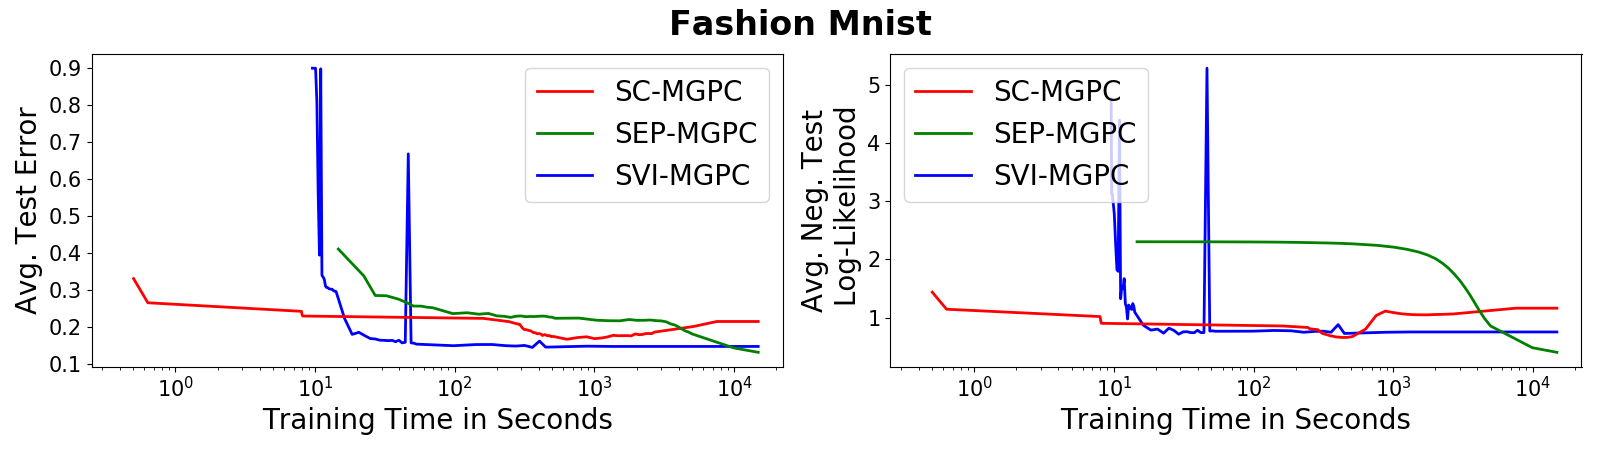 Fashion Mnist
Avg. Test Error
0.9
0.8
0.7
0.6
0.5
0.4
0.3
0.2
0.1
SC-MGPC
SEP-MGPC
SVI-MGPC
10^0
10^1
10^2
10^3
10^4
Training Time in Seconds
Avg. Neg. Test
Log-Likelihood
5
4
3
2
1
SC-MGPC
SEP-MGPC
SVI-MGPC
10^0
10^1
10^2
10^3
10^4
Training Time in Seconds